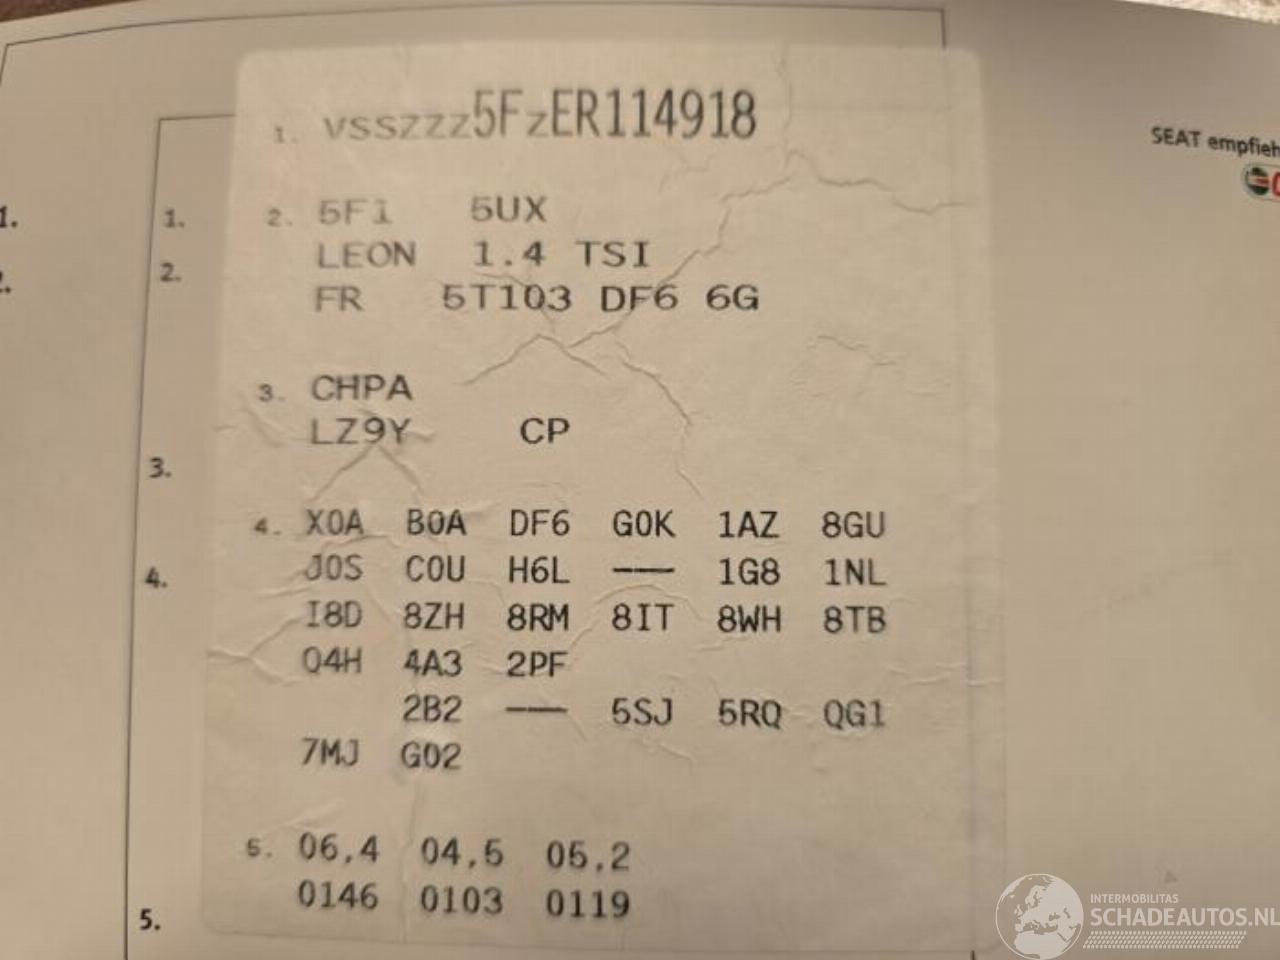 1. VSSZZZ5FZER114918
SEAT empfieh
2. 5F1 5UX
LEON 1.4 TSI
FR 5T103 DF6 6G
3. CHPA
LZ9Y CP
4. X0A B0A DF6 G0K 1AZ 8GU
J0S C0U H6L --- 1G8 1NL
I8D 8ZH 8RM 8IT 8WH 8TB
Q4H 4A3 2PF
2B2 --- 5SJ 5RQ QG1
7MJ G02
5. 06,4 04,5 05,2
0146 0103 0119
1.
2.
1.
2.
3.
4.
5.
INTERMOBILITAS
SCHADEAUTOS.NL